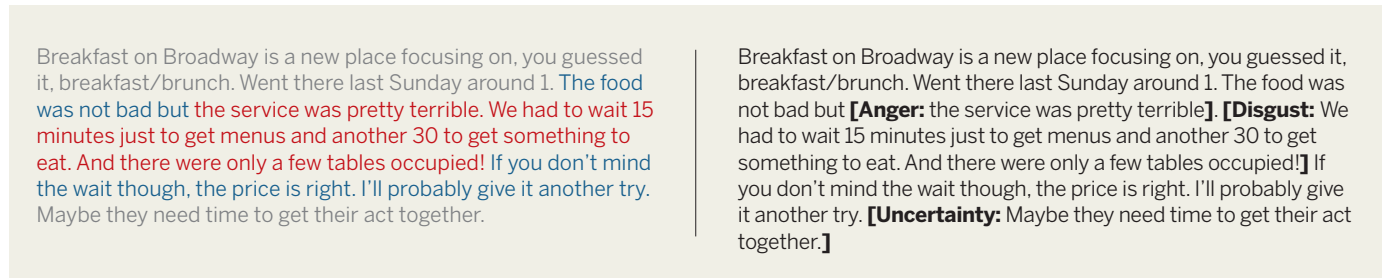 Breakfast on Broadway is a new place focusing on, you guessed
it, breakfast/brunch. Went there last Sunday around 1. The food
was not bad but the service was pretty terrible. We had to wait 15
minutes just to get menus and another 30 to get something to
eat. And there were only a few tables occupied! If you don’t mind
the wait though, the price is right. I’ll probably give it another try.
Maybe they need time to get their act together.
Breakfast on Broadway is a new place focusing on, you guessed it,
breakfast/brunch. Went there last Sunday around 1. The food was
not bad but [Anger: the service was pretty terrible]. [Disgust: We
had to wait 15 minutes just to get menus and another 30 to get
something to eat. And there were only a few tables occupied!] If
you don’t mind the wait though, the price is right. I’ll probably give
it another try. [Uncertainty: Maybe they need time to get their act
together.]